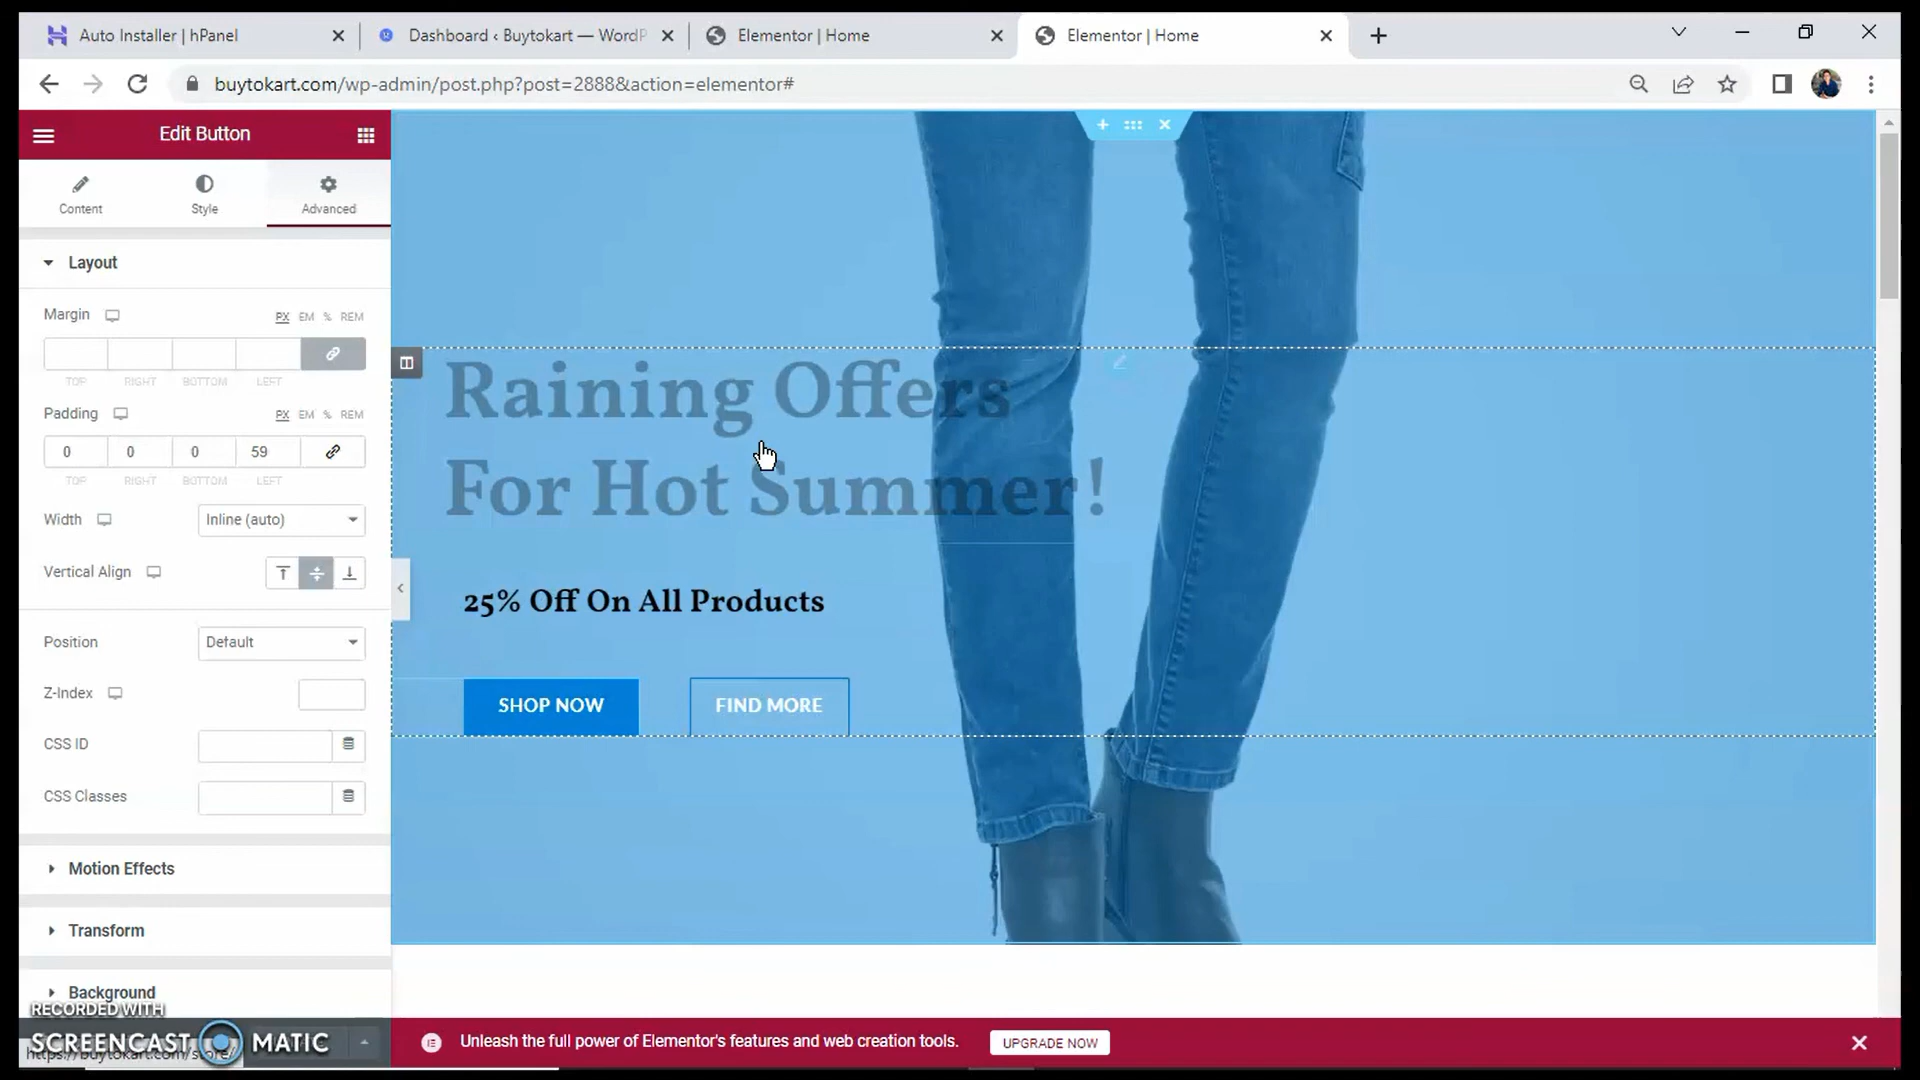 Auto Installer | hPanel
Dashboard ‹ Buytokart — WordP
Elementor | Home
Elementor | Home
buytokart.com/wp-admin/post.php?post=2888&action=elementor#
Edit Button
Content
Style
Advanced
Layout
Margin
PX EM % REM
TOP RIGHT BOTTOM LEFT
Padding
PX EM % REM
0 0 0 59
TOP RIGHT BOTTOM LEFT
Width
Inline (auto)
Vertical Align
Position
Default
Z-Index
CSS ID
CSS Classes
Motion Effects
Transform
Background
Raining Offers
For Hot Summer!
25% Off On All Products
SHOP NOW
FIND MORE
RECORDED WITH
SCREENCAST MATIC
https://buytokart.com/store/
Unleash the full power of Elementor's features and web creation tools.
UPGRADE NOW